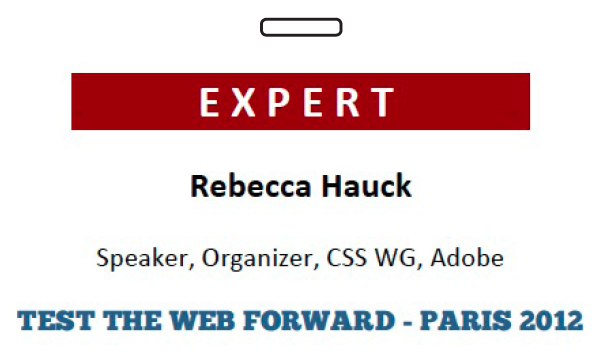 EXPERT
Rebecca Hauck
Speaker, Organizer, CSS WG, Adobe
TEST THE WEB FORWARD - PARIS 2012